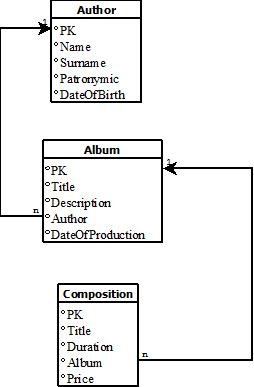 Author
1
PK
Name
Surname
Patronymic
DateOfBirth
Album
1
PK
Title
Description
n
Author
DateOfProduction
Composition
PK
Title
Duration
Album
n
Price